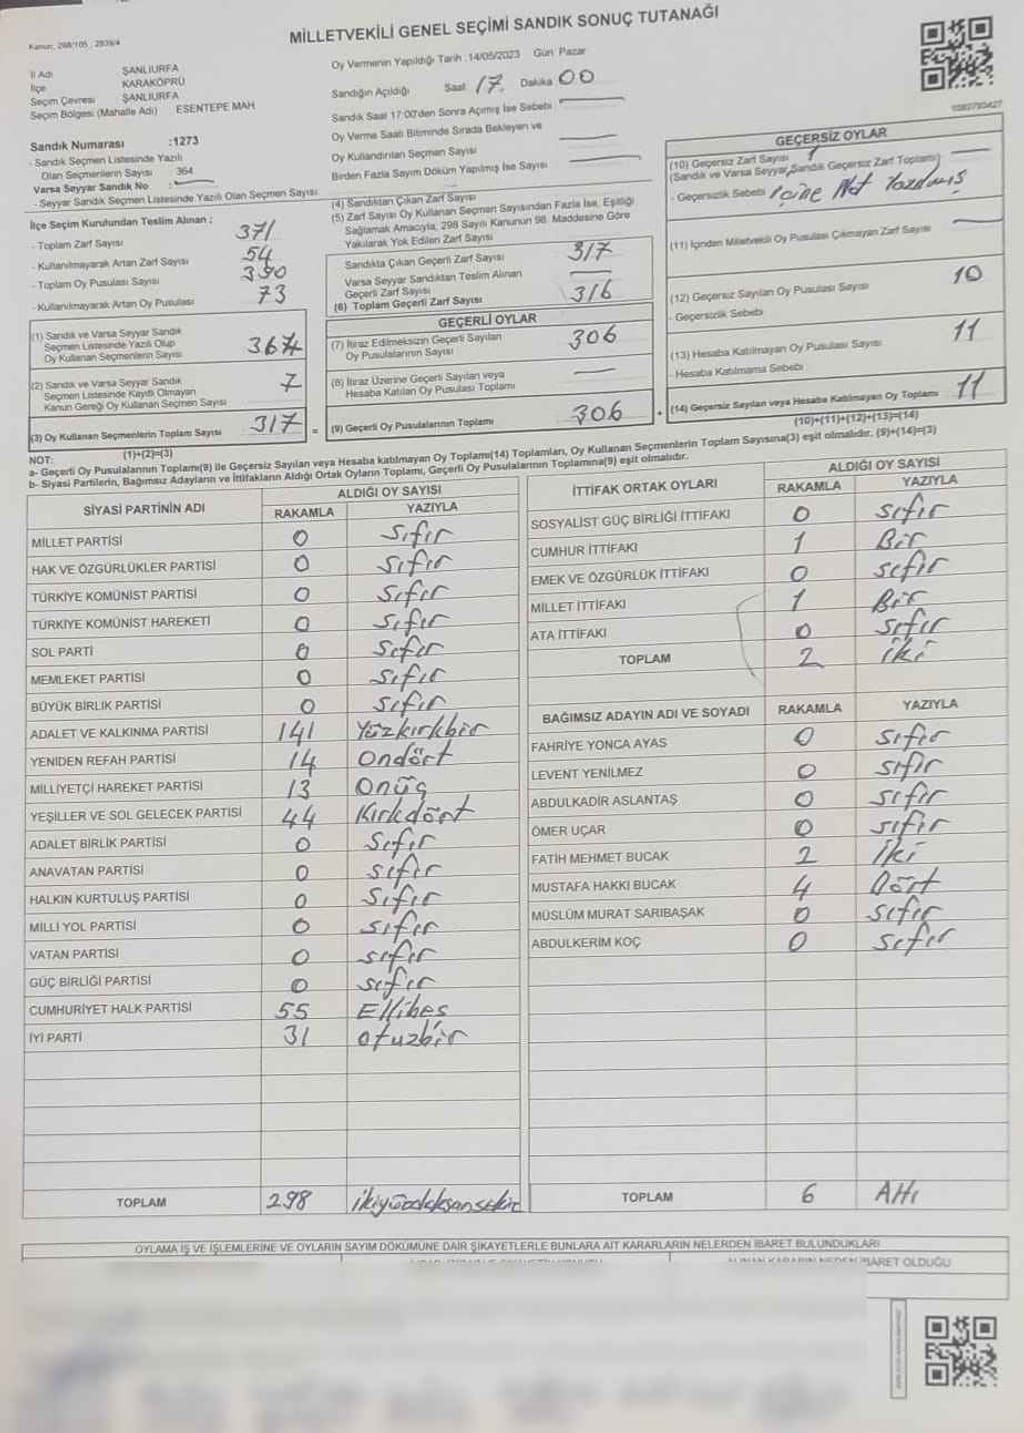 Kanun: 298/105 , 2839/4
MİLLETVEKİLİ GENEL SEÇİMİ SANDIK SONUÇ TUTANAĞI
İl Adı ŞANLIURFA
İlçe KARAKÖPRÜ
Seçim Çevresi ŞANLIURFA
Seçim Bölgesi (Mahalle Adı) ESENTEPE MAH
Sandık Numarası :1273
- Sandık Seçmen Listesinde Yazılı
Olan Seçmenlerin Sayısı : 364
Varsa Seyyar Sandık No :
- Seyyar Sandık Seçmen Listesinde Yazılı Olan Seçmen Sayısı:
Oy Vermenin Yapıldığı Tarih :14/05/2023 Gün: Pazar
Sandığın Açıldığı Saat 17. Dakika 00
Sandık Saat 17:00'den Sonra Açılmış İse Sebebi
Oy Verme Saati Bitiminde Sırada Bekleyen ve
Oy Kullandırılan Seçmen Sayısı
Birden Fazla Sayım Döküm Yapılmış İse Sayısı
İlçe Seçim Kurulundan Teslim Alınan ;
- Toplam Zarf Sayısı 371
- Kullanılmayarak Artan Zarf Sayısı 54
- Toplam Oy Pusulası Sayısı 390
- Kullanılmayarak Artan Oy Pusulası 73
(1) Sandık ve Varsa Seyyar Sandık
Seçmen Listesinde Yazılı Olup
Oy Kullanan Seçmenlerin Sayısı
(2) Sandık ve Varsa Seyyar Sandık
Seçmen Listesinde Kayıtlı Olmayan
Kanun Gereği Oy Kullanan Seçmen Sayısı 7
(3) Oy Kullanan Seçmenlerin Toplam Sayısı 317
(1)+(2)=(3)
(4) Sandıktan Çıkan Zarf Sayısı
(5) Zarf Sayısı Oy Kullanan Seçmen Sayısından Fazla İse, Eşitliği
Sağlamak Amacıyla, 298 Sayılı Kanunun 98. Maddesine Göre
Yakılarak Yok Edilen Zarf Sayısı
Sandıkta Çıkan Geçerli Zarf Sayısı 317
Varsa Seyyar Sandıktan Teslim Alınan
Geçerli Zarf Sayısı
(6) Toplam Geçerli Zarf Sayısı 316
GEÇERLİ OYLAR
(7) İtiraz Edilmeksizin Geçerli Sayılan
Oy Pusulalarının Sayısı 306
(8) İtiraz Üzerine Geçerli Sayılan veya
Hesaba Katılan Oy Pusulası Toplamı
= (9) Geçerli Oy Pusulalarının Toplamı 306 +
1082793427
GEÇERSİZ OYLAR
(10) Geçersiz Zarf Sayısı 1
(Sandık ve Varsa Seyyar Sandık Geçersiz Zarf Toplamı)
- Geçersizlik Sebebi içine Not Yazılmış
(11) İçinden Milletvekili Oy Pusulası Çıkmayan Zarf Sayısı
(12) Geçersiz Sayılan Oy Pusulası Sayısı 10
- Geçersizlik Sebebi
(13) Hesaba Katılmayan Oy Pusulası Sayısı 11
- Hesaba Katılmama Sebebi
(14) Geçersiz Sayılan veya Hesaba Katılmayan Oy Toplamı 11
(10)+(11)+(12)+(13)=(14)
NOT:
a- Geçerli Oy Pusulalarının Toplamı(9) ile Geçersiz Sayılan veya Hesaba katılmayan Oy Toplamı(14) Toplamları, Oy Kullanan Seçmenlerin Toplam Sayısına(3) eşit olmalıdır. (9)+(14)=(3)
b- Siyasi Partilerin, Bağımsız Adayların ve İttifakların Aldığı Ortak Oyların Toplamı, Geçerli Oy Pusulalarının Toplamına(9) eşit olmalıdır.
SİYASİ PARTİNİN ADI ALDIĞI OY SAYISI
RAKAMLA YAZIYLA
MİLLET PARTİSİ 0 Sıfır
HAK VE ÖZGÜRLÜKLER PARTİSİ 0 Sıfır
TÜRKİYE KOMÜNİST PARTİSİ 0 Sıfır
TÜRKİYE KOMÜNİST HAREKETİ 0 Sıfır
SOL PARTİ 0 Sıfır
MEMLEKET PARTİSİ 0 Sıfır
BÜYÜK BİRLİK PARTİSİ 0 Sıfır
ADALET VE KALKINMA PARTİSİ 141 Yüzkırkbir
YENİDEN REFAH PARTİSİ 14 Ondört
MİLLİYETÇİ HAREKET PARTİSİ 13 Onüç
YEŞİLLER VE SOL GELECEK PARTİSİ 44 Kırkdört
ADALET BİRLİK PARTİSİ 0 Sıfır
ANAVATAN PARTİSİ 0 Sıfır
HALKIN KURTULUŞ PARTİSİ 0 Sıfır
MİLLİ YOL PARTİSİ 0 Sıfır
VATAN PARTİSİ 0 Sıfır
GÜÇ BİRLİĞİ PARTİSİ 0 Sıfır
CUMHURİYET HALK PARTİSİ 55 Ellibeş
İYİ PARTİ 31 otuzbir
TOPLAM 298 ikiyüzdoksansekiz
İTTİFAK ORTAK OYLARI ALDIĞI OY SAYISI
RAKAMLA YAZIYLA
SOSYALİST GÜÇ BİRLİĞİ İTTİFAKI 0 Sıfır
CUMHUR İTTİFAKI 1 Bir
EMEK VE ÖZGÜRLÜK İTTİFAKI 0 Sıfır
MİLLET İTTİFAKI 1 Bir
ATA İTTİFAKI 0 Sıfır
TOPLAM 2 iki
BAĞIMSIZ ADAYIN ADI VE SOYADI RAKAMLA YAZIYLA
FAHRİYE YONCA AYAS 0 Sıfır
LEVENT YENİLMEZ 0 Sıfır
ABDULKADİR ASLANTAŞ 0 Sıfır
ÖMER UÇAR 0 Sıfır
FATİH MEHMET BUCAK 2 İki
MUSTAFA HAKKI BUCAK 4 Dört
MÜSLÜM MURAT SARIBAŞAK 0 Sıfır
ABDULKERİM KOÇ 0 Sıfır
TOPLAM 6 Altı
OYLAMA İŞ VE İŞLEMLERİNE VE OYLARIN SAYIM DÖKÜMÜNE DAİR ŞİKAYETLERLE BUNLARA AİT KARARLARIN NELERDEN İBARET BULUNDUKLARI
ALINAN KARARIN NEDEN İBARET OLDUĞU